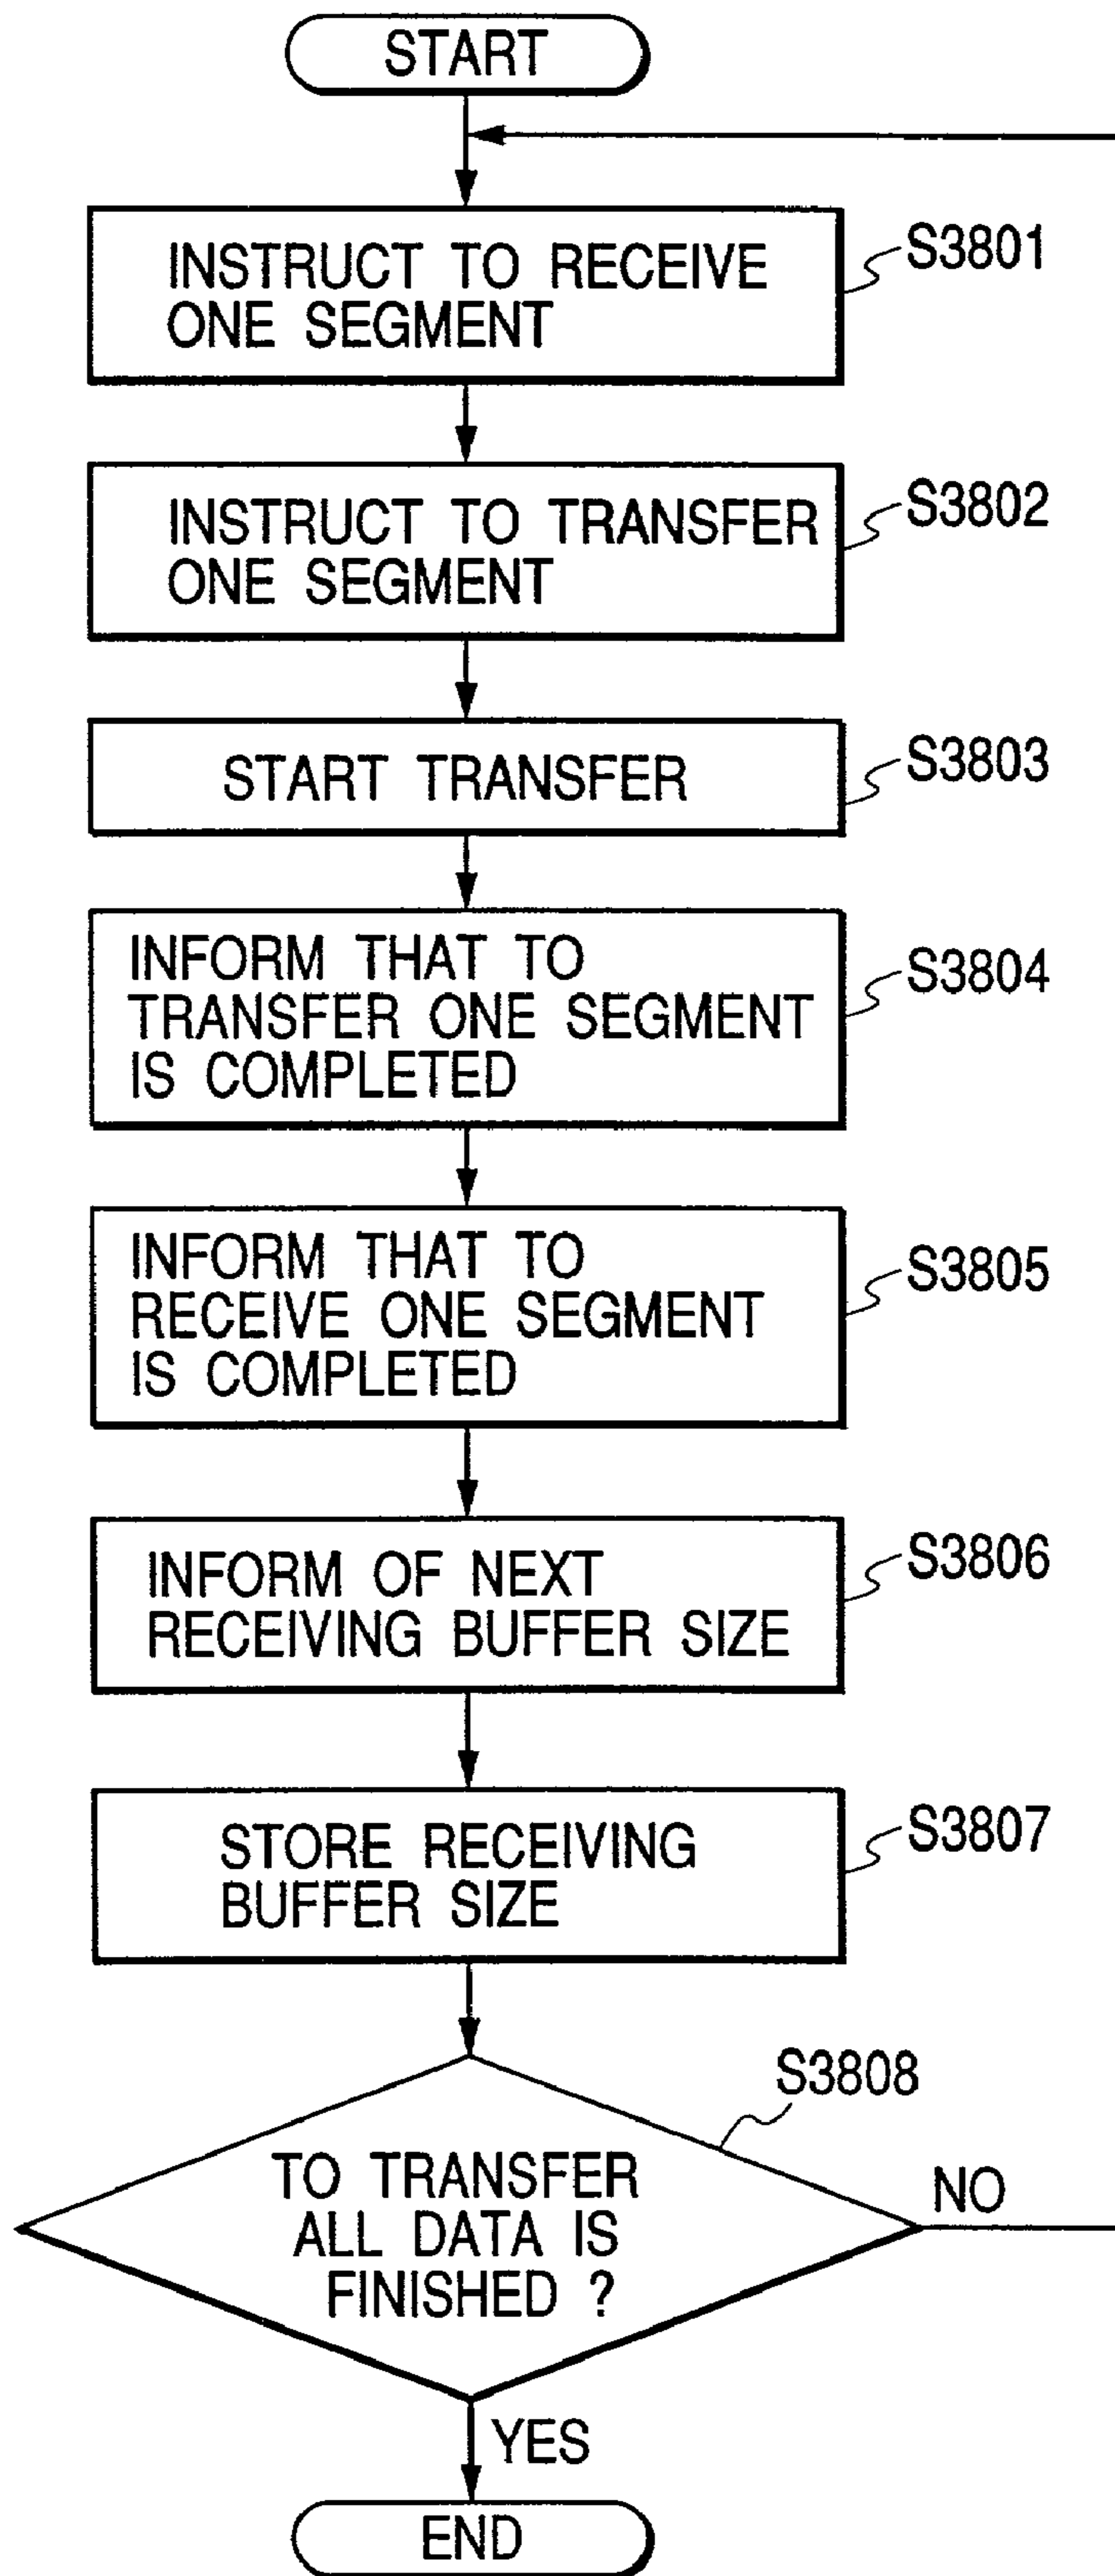 START
INSTRUCT TO RECEIVE
ONE SEGMENT
S3801
INSTRUCT TO TRANSFER
ONE SEGMENT
S3802
START TRANSFER
S3803
INFORM THAT TO
TRANSFER ONE SEGMENT
IS COMPLETED
S3804
INFORM THAT TO
RECEIVE ONE SEGMENT
IS COMPLETED
S3805
INFORM OF NEXT
RECEIVING BUFFER SIZE
S3806
STORE RECEIVING
BUFFER SIZE
S3807
S3808
TO TRANSFER
ALL DATA IS
FINISHED ?
NO
YES
END